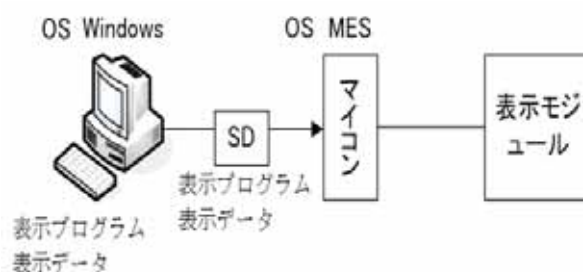 OS Windows
OS MES
SD
マイコン
表示モジ
ュール
表示プログラム
表示データ
表示プログラム
表示データ